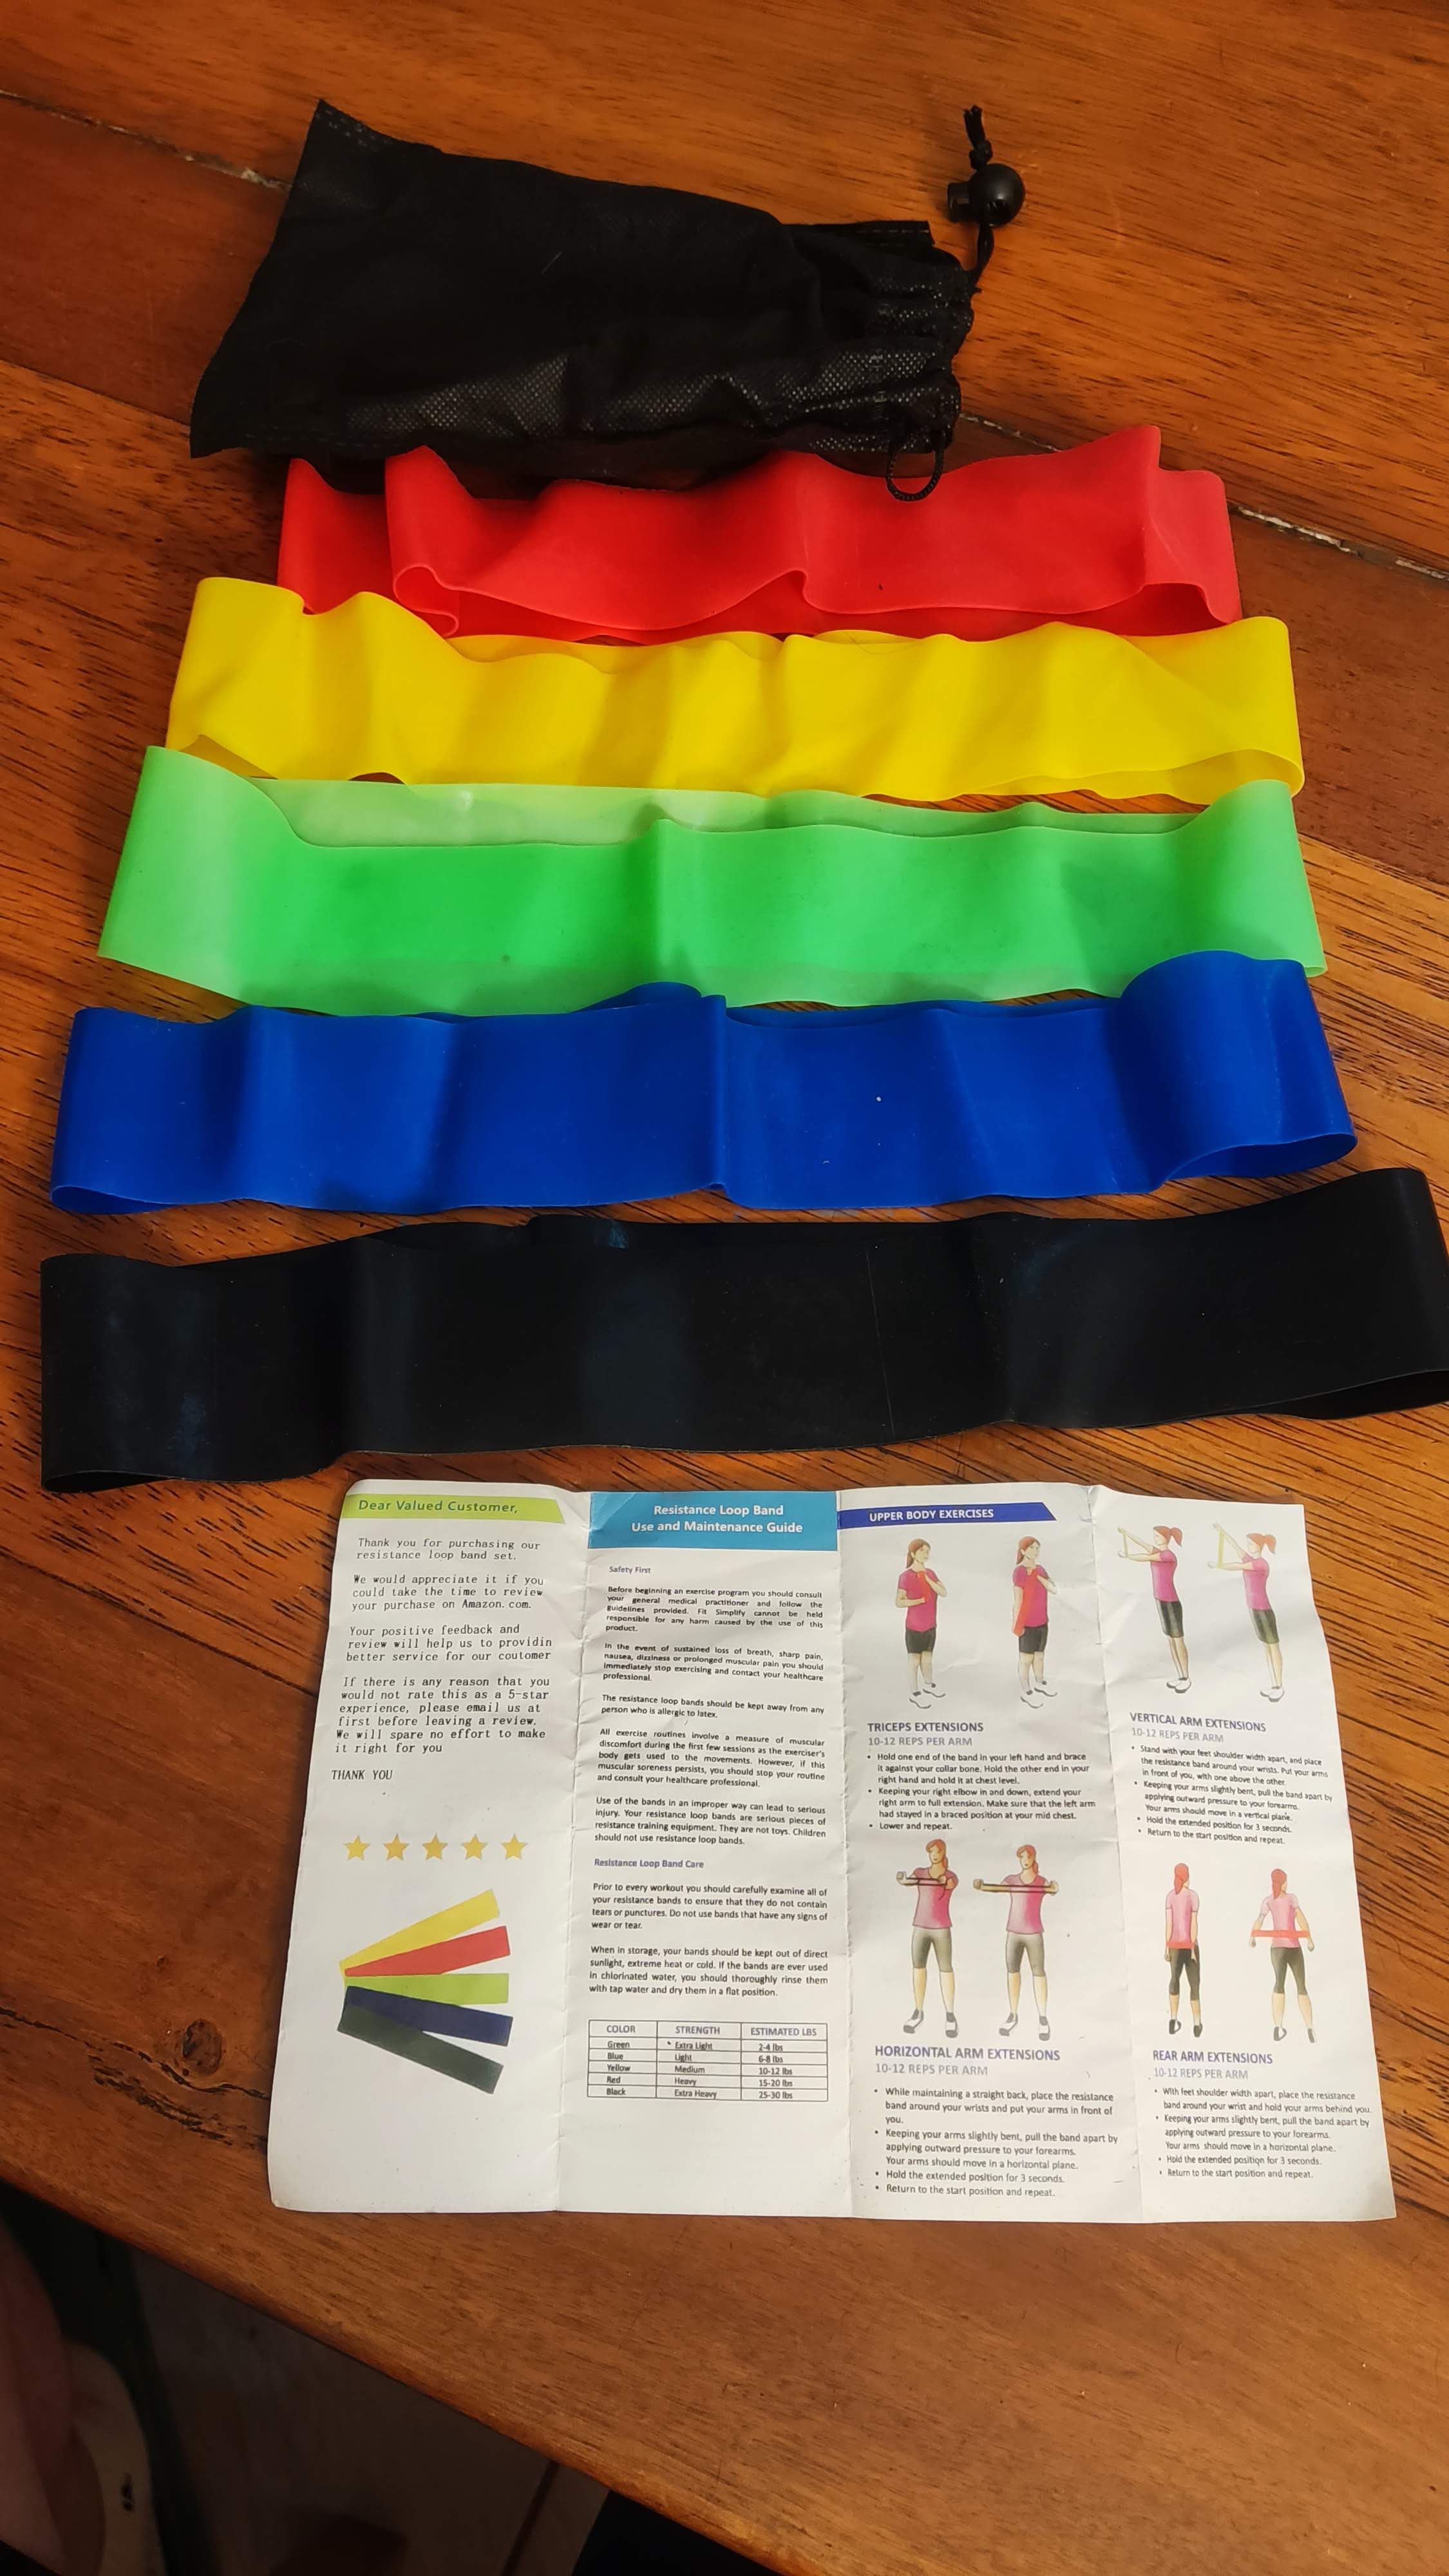 Dear Valued Customer,
Thank you for purchasing our
resistance loop band set.
We would appreciate it if you
could take the time to review
your purchase on Amazon.com.
Your positive feedback and
review will help us to providin
better service for our coutomer
If there is any reason that you
would not rate this as a 5-star
experience, please email us at
first before leaving a review.
We will spare no effort to make
it right for you
THANK YOU
Resistance Loop Band
Use and Maintenance Guide
Safety First
Before beginning an exercise program you should consult
your general medical practitioner and follow the
guidelines provided. Fit Simplify cannot be held
responsible for any harm caused by the use of this
product.
In the event of sustained loss of breath, sharp pain,
nausea, dizziness or prolonged muscular pain you should
immediately stop exercising and contact your healthcare
professional.
The resistance loop bands should be kept away from any
person who is allergic to latex.
All exercise routines involve a measure of muscular
discomfort during the first few sessions as the exerciser's
body gets used to the movements. However, if this
muscular soreness persists, you should stop your routine
and consult your healthcare professional.
Use of the bands in an improper way can lead to serious
injury. Your resistance loop bands are serious pieces of
resistance training equipment. They are not toys. Children
should not use resistance loop bands.
Resistance Loop Band Care
Prior to every workout you should carefully examine all of
your resistance bands to ensure that they do not contain
tears or punctures. Do not use bands that have any signs of
wear or tear.
When in storage, your bands should be kept out of direct
sunlight, extreme heat or cold. If the bands are ever used
in chlorinated water, you should thoroughly rinse them
with tap water and dry them in a flat position.
COLOR STRENGTH ESTIMATED LBS
Green Extra Light 2-4 lbs
Blue Light 6-8 lbs
Yellow Medium 10-12 lbs
Red Heavy 15-20 lbs
Black Extra Heavy 25-30 lbs
UPPER BODY EXERCISES
TRICEPS EXTENSIONS
10-12 REPS PER ARM
• Hold one end of the band in your left hand and brace
it against your collar bone. Hold the other end in your
right hand and hold it at chest level.
• Keeping your right elbow in and down, extend your
right arm to full extension. Make sure that the left arm
had stayed in a braced position at your mid chest.
• Lower and repeat.
HORIZONTAL ARM EXTENSIONS
10-12 REPS PER ARM
• While maintaining a straight back, place the resistance
band around your wrists and put your arms in front of
you.
• Keeping your arms slightly bent, pull the band apart by
applying outward pressure to your forearms.
Your arms should move in a horizontal plane.
• Hold the extended position for 3 seconds.
• Return to the start position and repeat.
VERTICAL ARM EXTENSIONS
10-12 REPS PER ARM
• Stand with your feet shoulder width apart, and place
the resistance band around your wrists. Put your arms
in front of you, with one above the other.
• Keeping your arms slightly bent, pull the band apart by
applying outward pressure to your forearms.
Your arms should move in a vertical plane.
• Hold the extended position for 3 seconds.
• Return to the start position and repeat.
REAR ARM EXTENSIONS
10-12 REPS PER ARM
• With feet shoulder width apart, place the resistance
band around your wrist and hold your arms behind you.
• Keeping your arms slightly bent, pull the band apart by
applying outward pressure to your forearms.
Your arms should move in a horizontal plane.
• Hold the extended position for 3 seconds.
• Return to the start position and repeat.